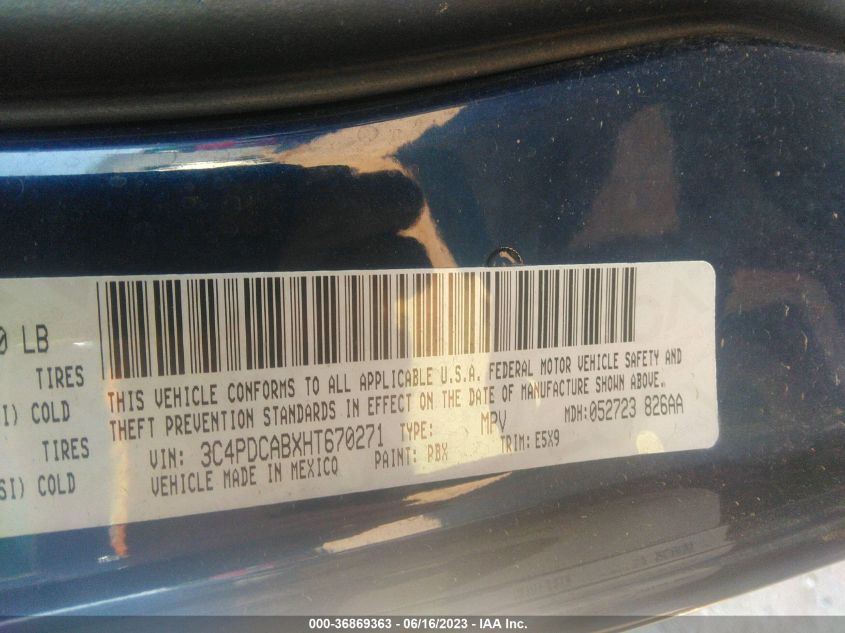 0 LB
TIRES
I) COLD
TIRES
SI) COLD
THIS VEHICLE CONFORMS TO ALL APPLICABLE U.S.A. FEDERAL MOTOR VEHICLE SAFETY AND
THEFT PREVENTION STANDARDS IN EFFECT ON THE DATE OF MANUFACTURE SHOWN ABOVE.
VIN: 3C4PDCABXHT670271 TYPE: MPV MDH:052723 826AA
VEHICLE MADE IN MEXICO PAINT: PBX TRIM: E5X9
000-36869363 - 06/16/2023 - IAA Inc.